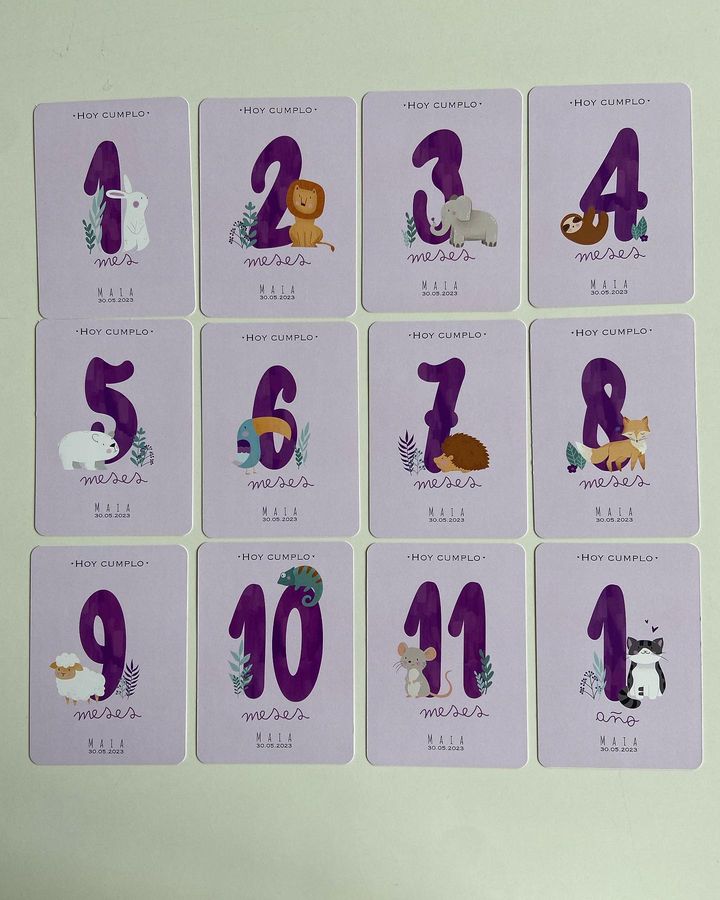 ·HOY CUMPLO·
1
mes
MAIA
30.05.2023
·HOY CUMPLO·
2
meses
MAIA
30.05.2023
·HOY CUMPLO·
3
meses
MAIA
30.05.2023
·HOY CUMPLO·
4
meses
MAIA
30.05.2023
·HOY CUMPLO·
5
meses
MAIA
30.05.2023
·HOY CUMPLO·
6
meses
MAIA
30.05.2023
·HOY CUMPLO·
7
meses
MAIA
30.05.2023
·HOY CUMPLO·
8
meses
MAIA
30.05.2023
·HOY CUMPLO·
9
meses
MAIA
30.05.2023
·HOY CUMPLO·
10
meses
MAIA
30.05.2023
·HOY CUMPLO·
11
meses
MAIA
30.05.2023
·HOY CUMPLO·
1
año
MAIA
30.05.2023